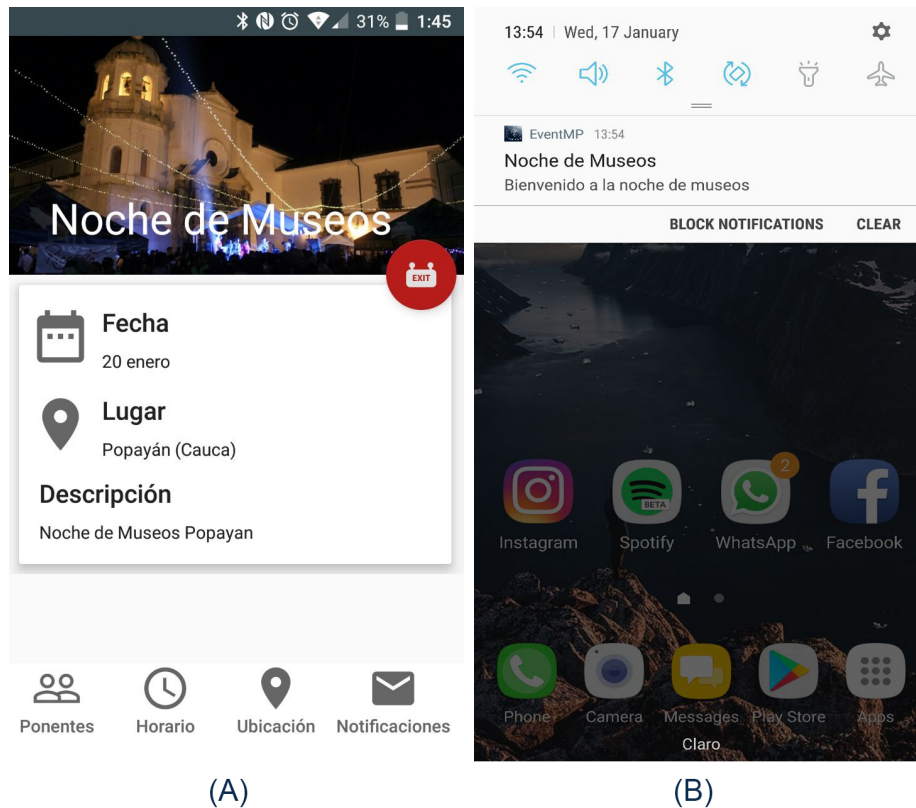 31% 1:45
Noche de Museos
EXIT
Fecha
20 enero
Lugar
Popayán (Cauca)
Descripción
Noche de Museos Popayan
Ponentes Horario Ubicación Notificaciones
(A)
13:54 Wed, 17 January
EventMP 13:54
Noche de Museos
Bienvenido a la noche de museos
BLOCK NOTIFICATIONS CLEAR
2
BETA
Instagram Spotify WhatsApp Facebook
Phone Camera Messages Play Store Apps
Claro
(B)